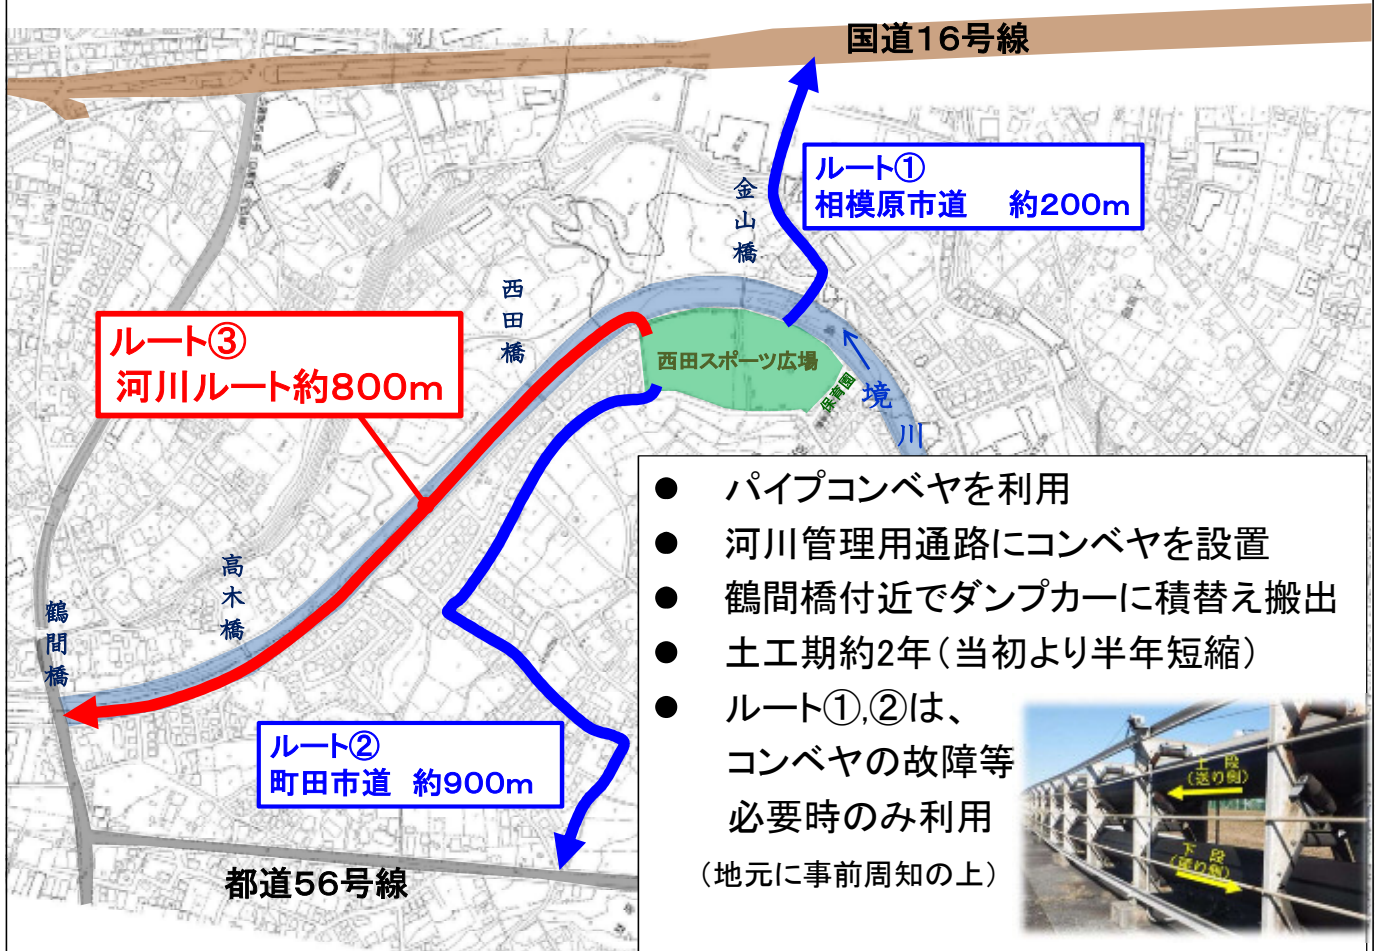 国道16号線
ルート①
相模原市道 約200m
金山橋
西田橋
ルート③
河川ルート約800m
西田スポーツ広場
保育園
境川
高木橋
鶴間橋
ルート②
町田市道 約900m
都道56号線
● パイプコンベヤを利用
● 河川管理用通路にコンベヤを設置
● 鶴間橋付近でダンプカーに積替え搬出
● 土工期約2年(当初より半年短縮)
● ルート①,②は、
コンベヤの故障等
必要時のみ利用
(地元に事前周知の上)
上段
(送り側)
下段
(戻り側)